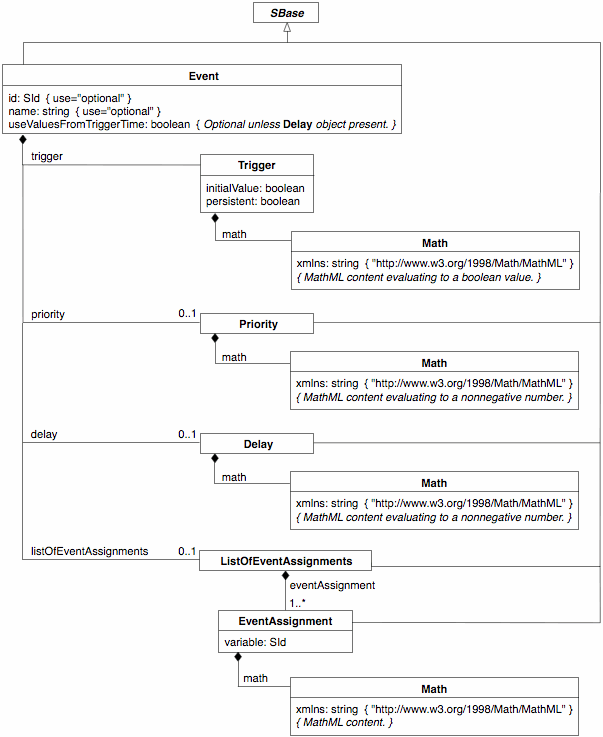 SBase
Event
id: SId { use="optional" }
name: string { use="optional" }
useValuesFromTriggerTime: boolean { Optional unless Delay object present. }
trigger
Trigger
initialValue: boolean
persistent: boolean
math
Math
xmlns: string { "http://www.w3.org/1998/Math/MathML" }
{ MathML content evaluating to a boolean value. }
priority
0..1
Priority
math
Math
xmlns: string { "http://www.w3.org/1998/Math/MathML" }
{ MathML content evaluating to a nonnegative number. }
delay
0..1
Delay
math
Math
xmlns: string { "http://www.w3.org/1998/Math/MathML" }
{ MathML content evaluating to a nonnegative number. }
listOfEventAssignments
0..1
ListOfEventAssignments
eventAssignment
1..*
EventAssignment
variable: SId
math
Math
xmlns: string { "http://www.w3.org/1998/Math/MathML" }
{ MathML content. }